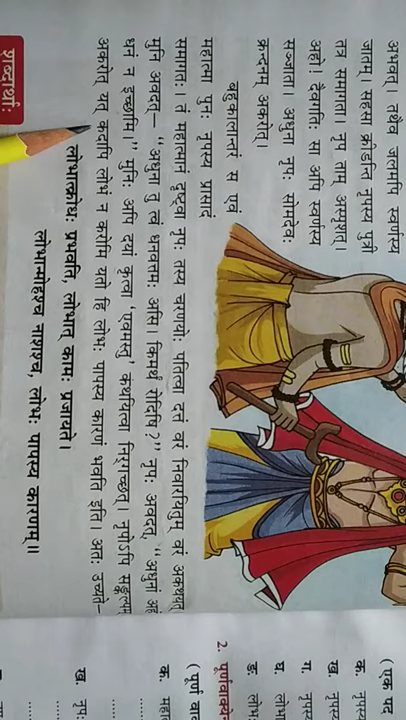 अभवत्। तथैव जलमपि स्वर्णस्य
जातम्। सहसा क्रीडन्ति नृपस्य पुत्री
तत्र समागता। नृप ताम् अस्पृशत्।
अहो! दैवगतिः सा अपि स्वर्णस्य
सञ्जाता। अधुना नृपः सोमदेवः
क्रन्दनम् अकरोत्।
बहुकालान्तरं स एवं
महात्मा पुनः नृपस्य प्रासादं
समागतः। तं महात्मानं दृष्ट्वा नृपः तस्य चरणयोः पतित्वा दत्तं वरं निवारयितुम् वरं अकथयत्
मुनि अवदत्– “अधुना तु त्वं धनवत्तमः असि। किमर्थं रोदिषि?” नृपः अवदत्, “अधुनां अहं
धनं न इच्छामि।” मुनिः अति दयां कृत्वा ‘एवमस्तु’ कथयित्वा निरगच्छत्। नृपोऽपि सङ्कल्पम्
अकरोत् यत् कदापि लोभं न करोमि यतो हि लोभः पापस्य कारणं भवति इति। अतः उच्यते–
लोभात्क्रोधः प्रभवति, लोभात् कामः प्रजायते।
लोभान्मोहश्च नाशश्च, लोभः पापस्य कारणम्॥
शब्दार्थाः
(एक पद
क. नृपस्य
ख. नृपस्य
ग. नृपस्य
घ. लोभ
ङ. लोभ
2. पूर्णवाक्य
(पूर्ण वा
क. महा
ख. नृपः